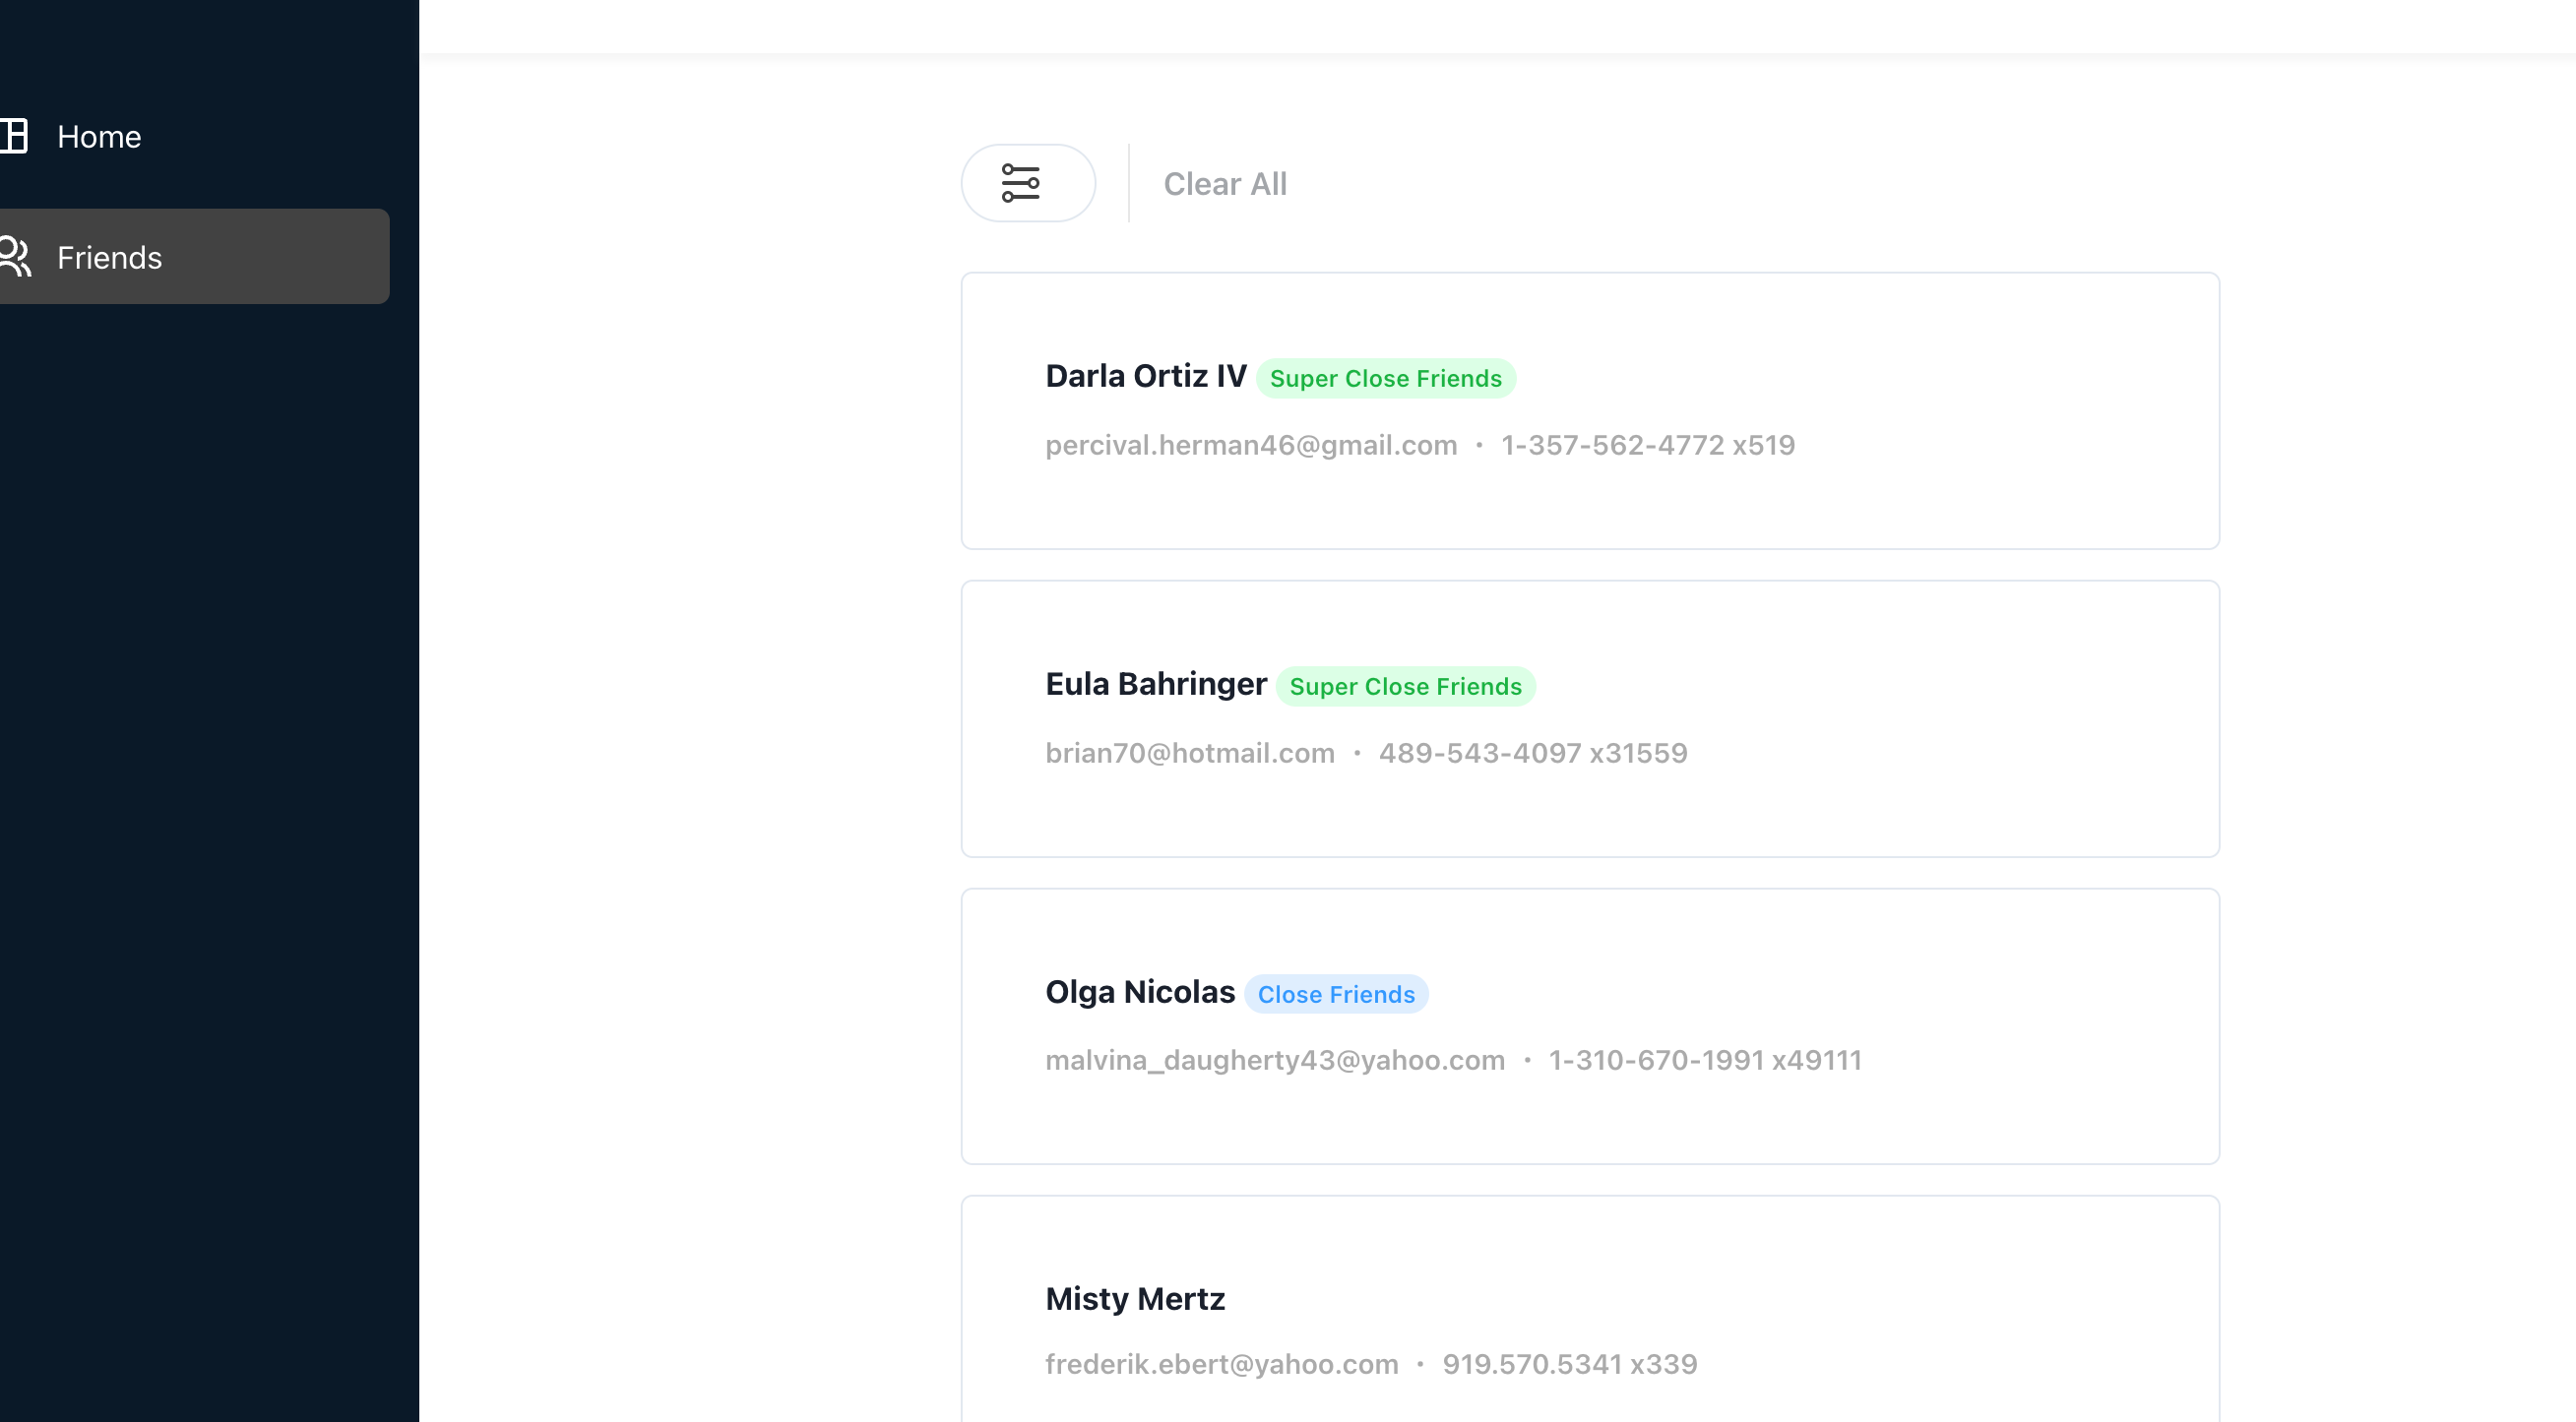 Home
Friends
Clear All
Darla Ortiz IV Super Close Friends
percival.herman46@gmail.com • 1-357-562-4772 x519
Eula Bahringer Super Close Friends
brian70@hotmail.com • 489-543-4097 x31559
Olga Nicolas Close Friends
malvina_daugherty43@yahoo.com • 1-310-670-1991 x49111
Misty Mertz
frederik.ebert@yahoo.com • 919.570.5341 x339